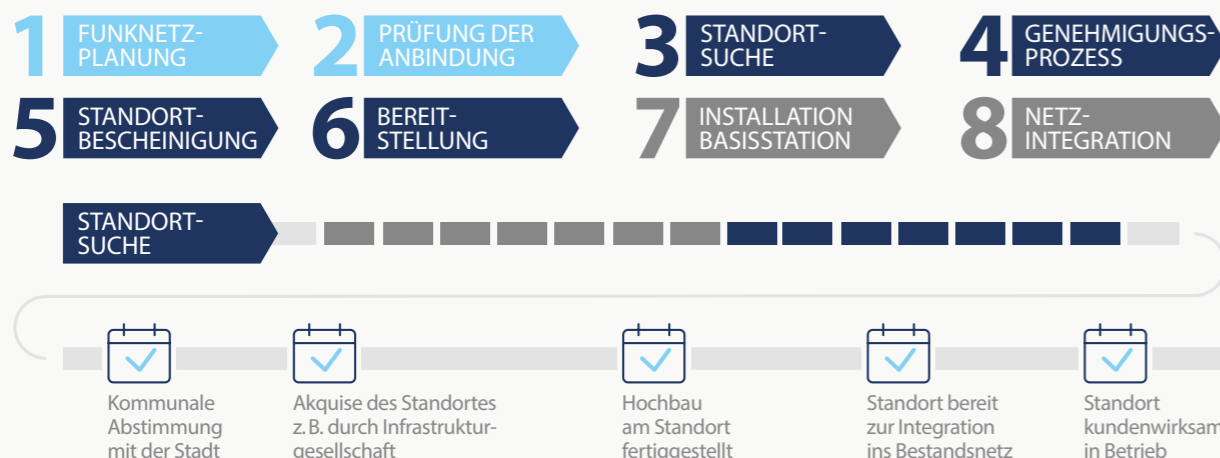 1 FUNKNETZ-
PLANUNG
2 PRÜFUNG DER
ANBINDUNG
3 STANDORT-
SUCHE
4 GENEHMIGUNGS-
PROZESS
5 STANDORT-
BESCHEINIGUNG
6 BEREIT-
STELLUNG
7 INSTALLATION
BASISSTATION
8 NETZ-
INTEGRATION
STANDORT-
SUCHE
Kommunale
Abstimmung
mit der Stadt
Akquise des Standortes
z. B. durch Infrastruktur-
gesellschaft
Hochbau
am Standort
fertiggestellt
Standort bereit
zur Integration
ins Bestandsnetz
Standort
kundenwirksam
in Betrieb